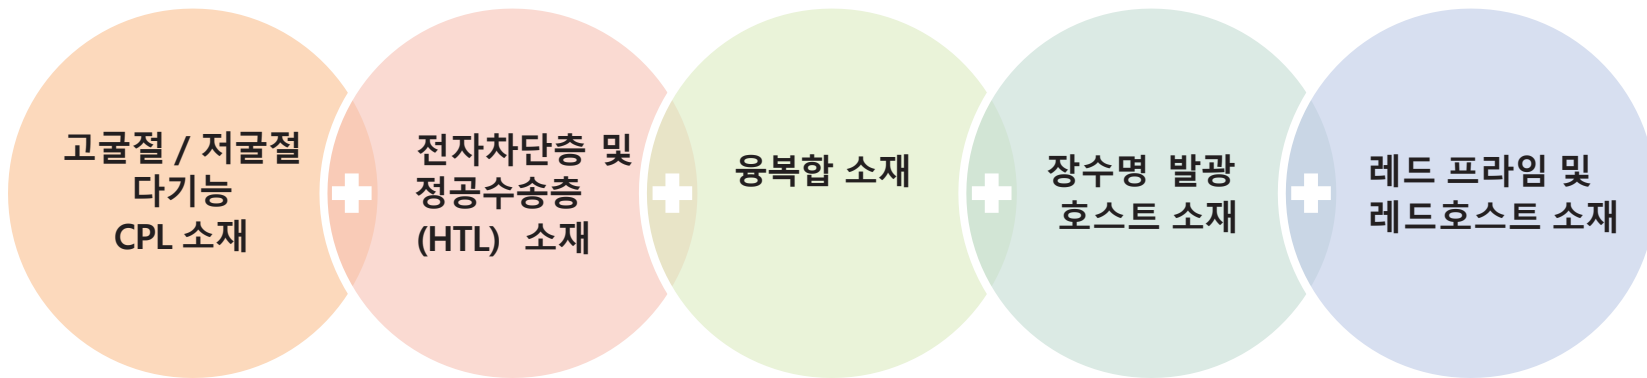 고굴절 / 저굴절
다기능
CPL 소재
전자차단층 및
정공수송층
(HTL) 소재
융복합 소재
장수명 발광
호스트 소재
레드 프라임 및
레드호스트 소재